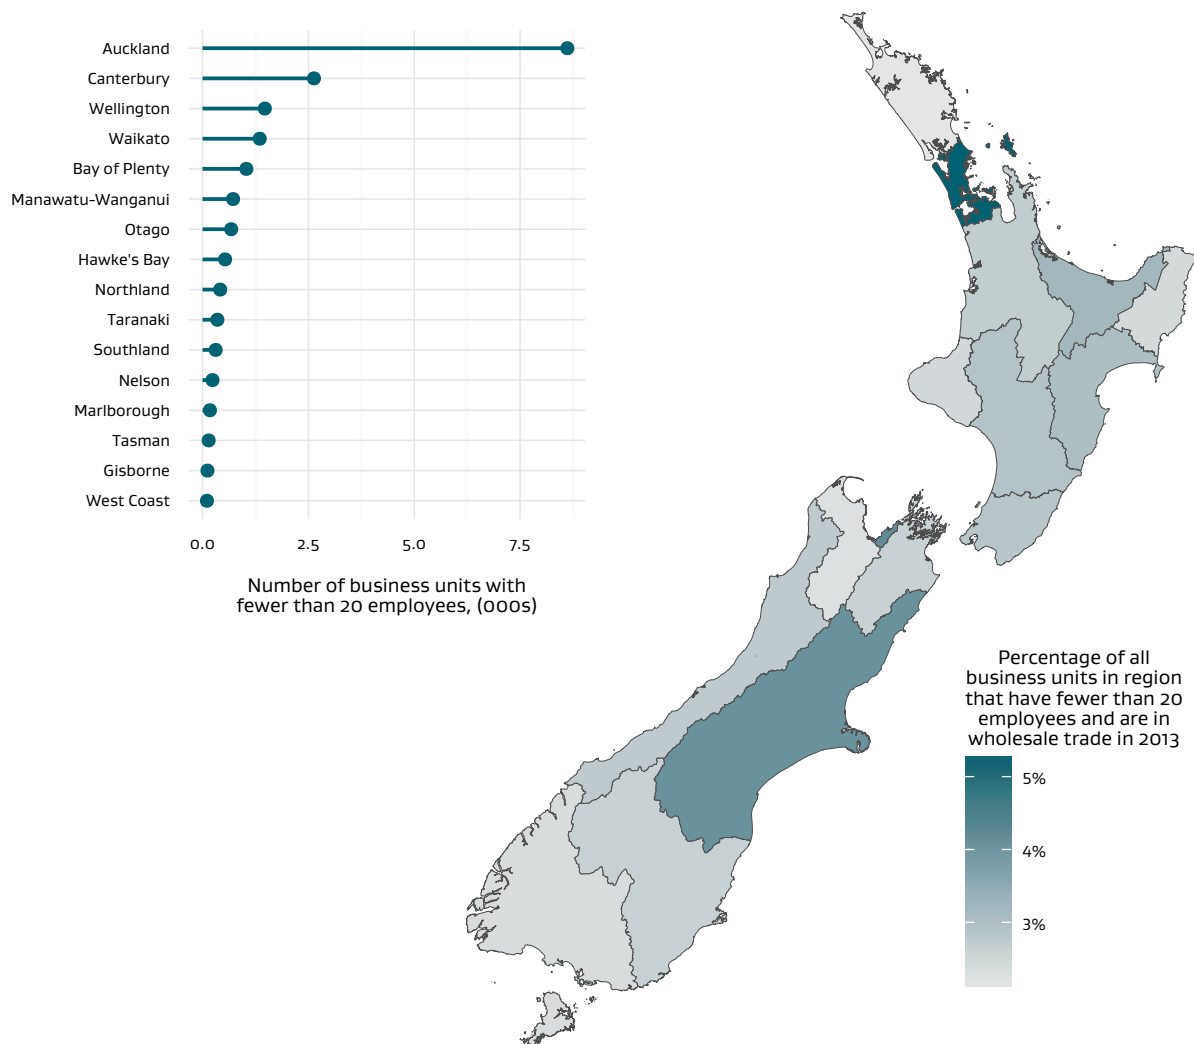 Auckland
Canterbury
Wellington
Waikato
Bay of Plenty
Manawatu-Wanganui
Otago
Hawke's Bay
Northland
Taranaki
Southland
Nelson
Marlborough
Tasman
Gisborne
West Coast
0.0 2.5 5.0 7.5
Number of business units with
fewer than 20 employees, (000s)
Percentage of all
business units in region
that have fewer than 20
employees and are in
wholesale trade in 2013
5%
4%
3%